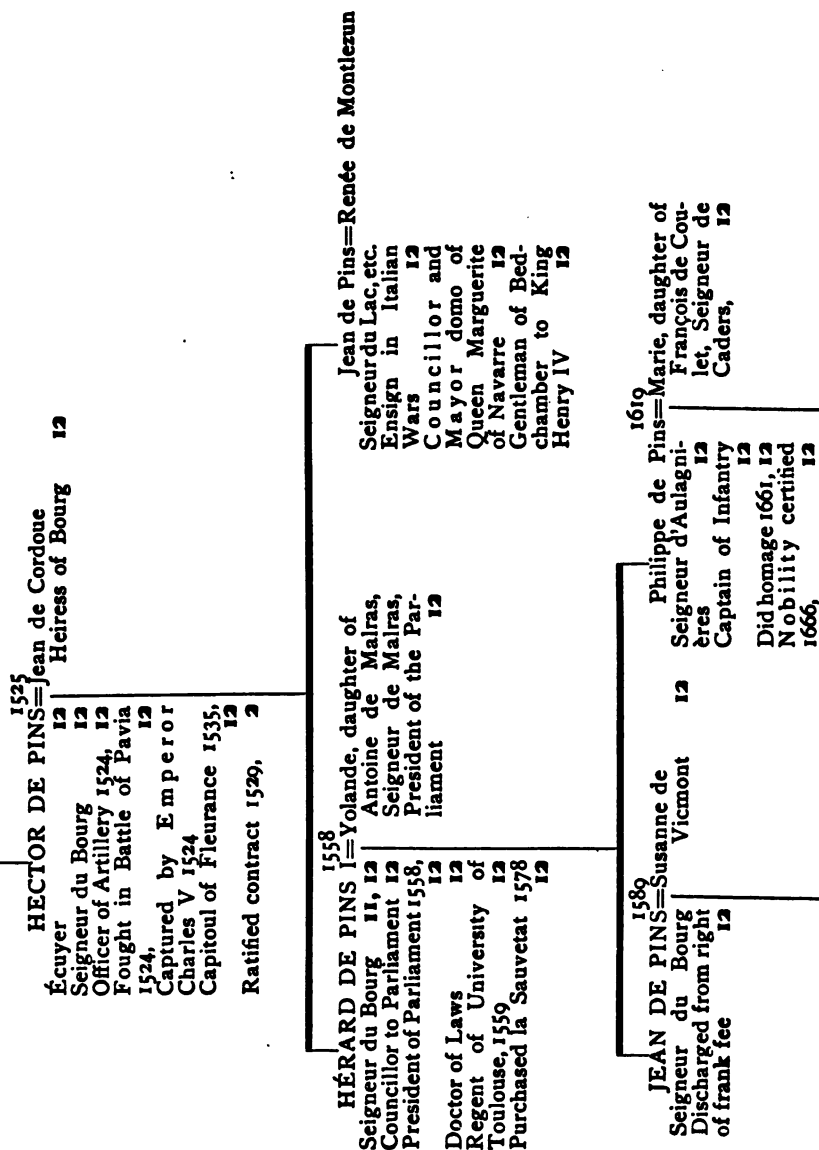 1525
HECTOR DE PINS=Jean de Cordoue
Écuyer 12
Heiress of Bourg 12
Seigneur du Bourg 12
Officer of Artillery 1524, 12
Fought in Battle of Pavia
1524, 12
Captured by Emperor
Charles V 1524
Capitoul of Fleurance 1535,
12
Ratified contract 1529, 2
1558
HÉRARD DE PINS I=Yolande, daughter of
Antoine de Malras,
Seigneur de Malras,
President of the Par-
liament 12
Seigneur du Bourg 11, 12
Councillor to Parliament 12
President of Parliament 1558,
12
Doctor of Laws 12
Regent of University of
Toulouse, 1559 12
Purchased la Sauvetat 1578
12
Jean de Pins=Renée de Montlezun
Seigneur du Lac, etc.
Ensign in Italian
Wars 12
Councillor and
Mayor domo of
Queen Marguerite
of Navarre 12
Gentleman of Bed-
chamber to King
Henry IV 12
1589
JEAN DE PINS=Susanne de
Vicmont 12
Seigneur du Bourg
Discharged from right
of frank fee 12
1619
Philippe de Pins=Marie, daughter of
François de Cou-
let, Seigneur de
Caders, 12
Seigneur d'Aulagni-
ères 12
Captain of Infantry
12
Did homage 1661, 12
Nobility certified
1666, 12